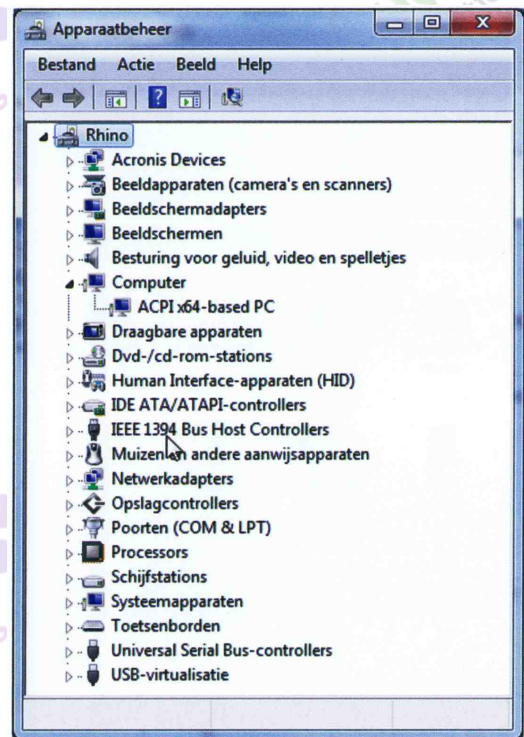 Apparaatbeheer
Bestand Actie Beeld Help
Rhino
Acronis Devices
Beeldapparaten (camera's en scanners)
Beeldschermadapters
Beeldschermen
Besturing voor geluid, video en spelletjes
Computer
ACPI x64-based PC
Draagbare apparaten
Dvd-/cd-rom-stations
Human Interface-apparaten (HID)
IDE ATA/ATAPI-controllers
IEEE 1394 Bus Host Controllers
Muizen en andere aanwijsapparaten
Netwerkadapters
Opslagcontrollers
Poorten (COM & LPT)
Processors
Schijfstations
Systeemapparaten
Toetsenborden
Universal Serial Bus-controllers
USB-virtualisatie